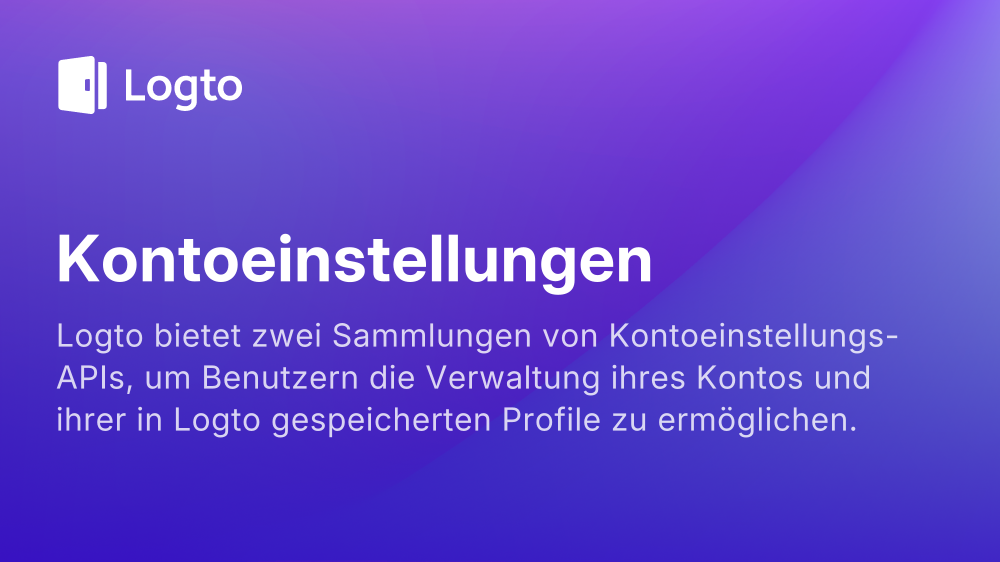 Logto
Kontoeinstellungen
Logto bietet zwei Sammlungen von Kontoeinstellungs-
APIs, um Benutzern die Verwaltung ihres Kontos und
ihrer in Logto gespeicherten Profile zu ermöglichen.